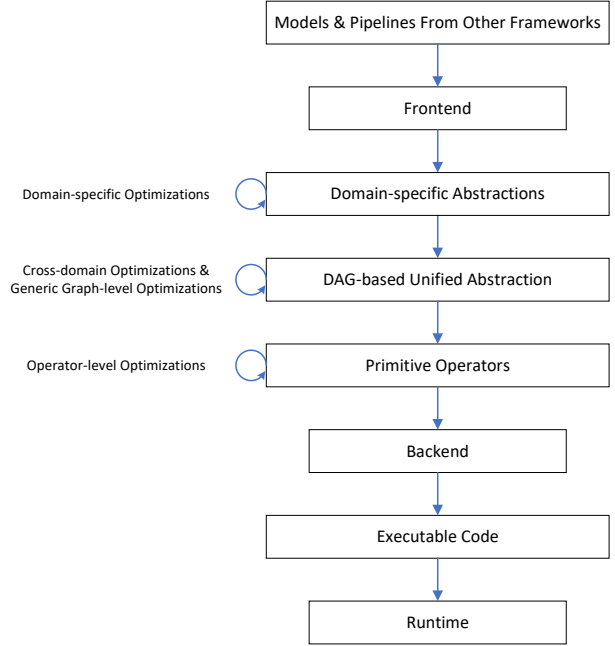 Models & Pipelines From Other Frameworks
Frontend
Domain-specific Optimizations
Domain-specific Abstractions
Cross-domain Optimizations &
Generic Graph-level Optimizations
DAG-based Unified Abstraction
Operator-level Optimizations
Primitive Operators
Backend
Executable Code
Runtime